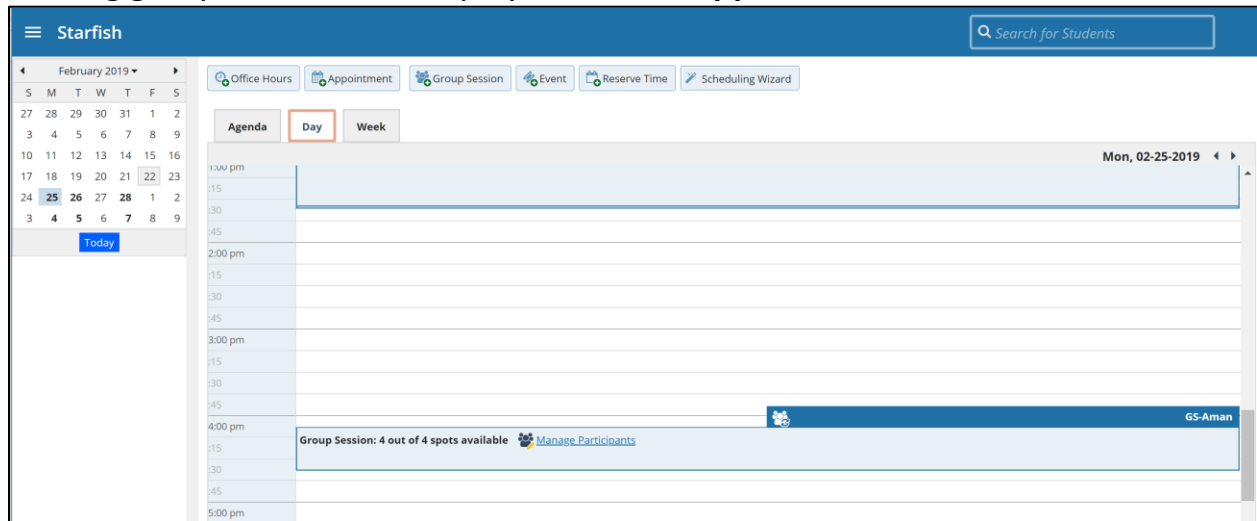 Starfish
Search for Students
February 2019
S M T W T F S
27 28 29 30 31 1 2
3 4 5 6 7 8 9
10 11 12 13 14 15 16
17 18 19 20 21 22 23
24 25 26 27 28 1 2
3 4 5 6 7 8 9
Today
Office Hours Appointment Group Session Event Reserve Time Scheduling Wizard
Agenda Day Week
Mon, 02-25-2019
1:00 pm
:15
:30
:45
2:00 pm
:15
:30
:45
3:00 pm
:15
:30
:45
GS-Aman
4:00 pm
Group Session: 4 out of 4 spots available Manage Participants
:15
:30
:45
5:00 pm